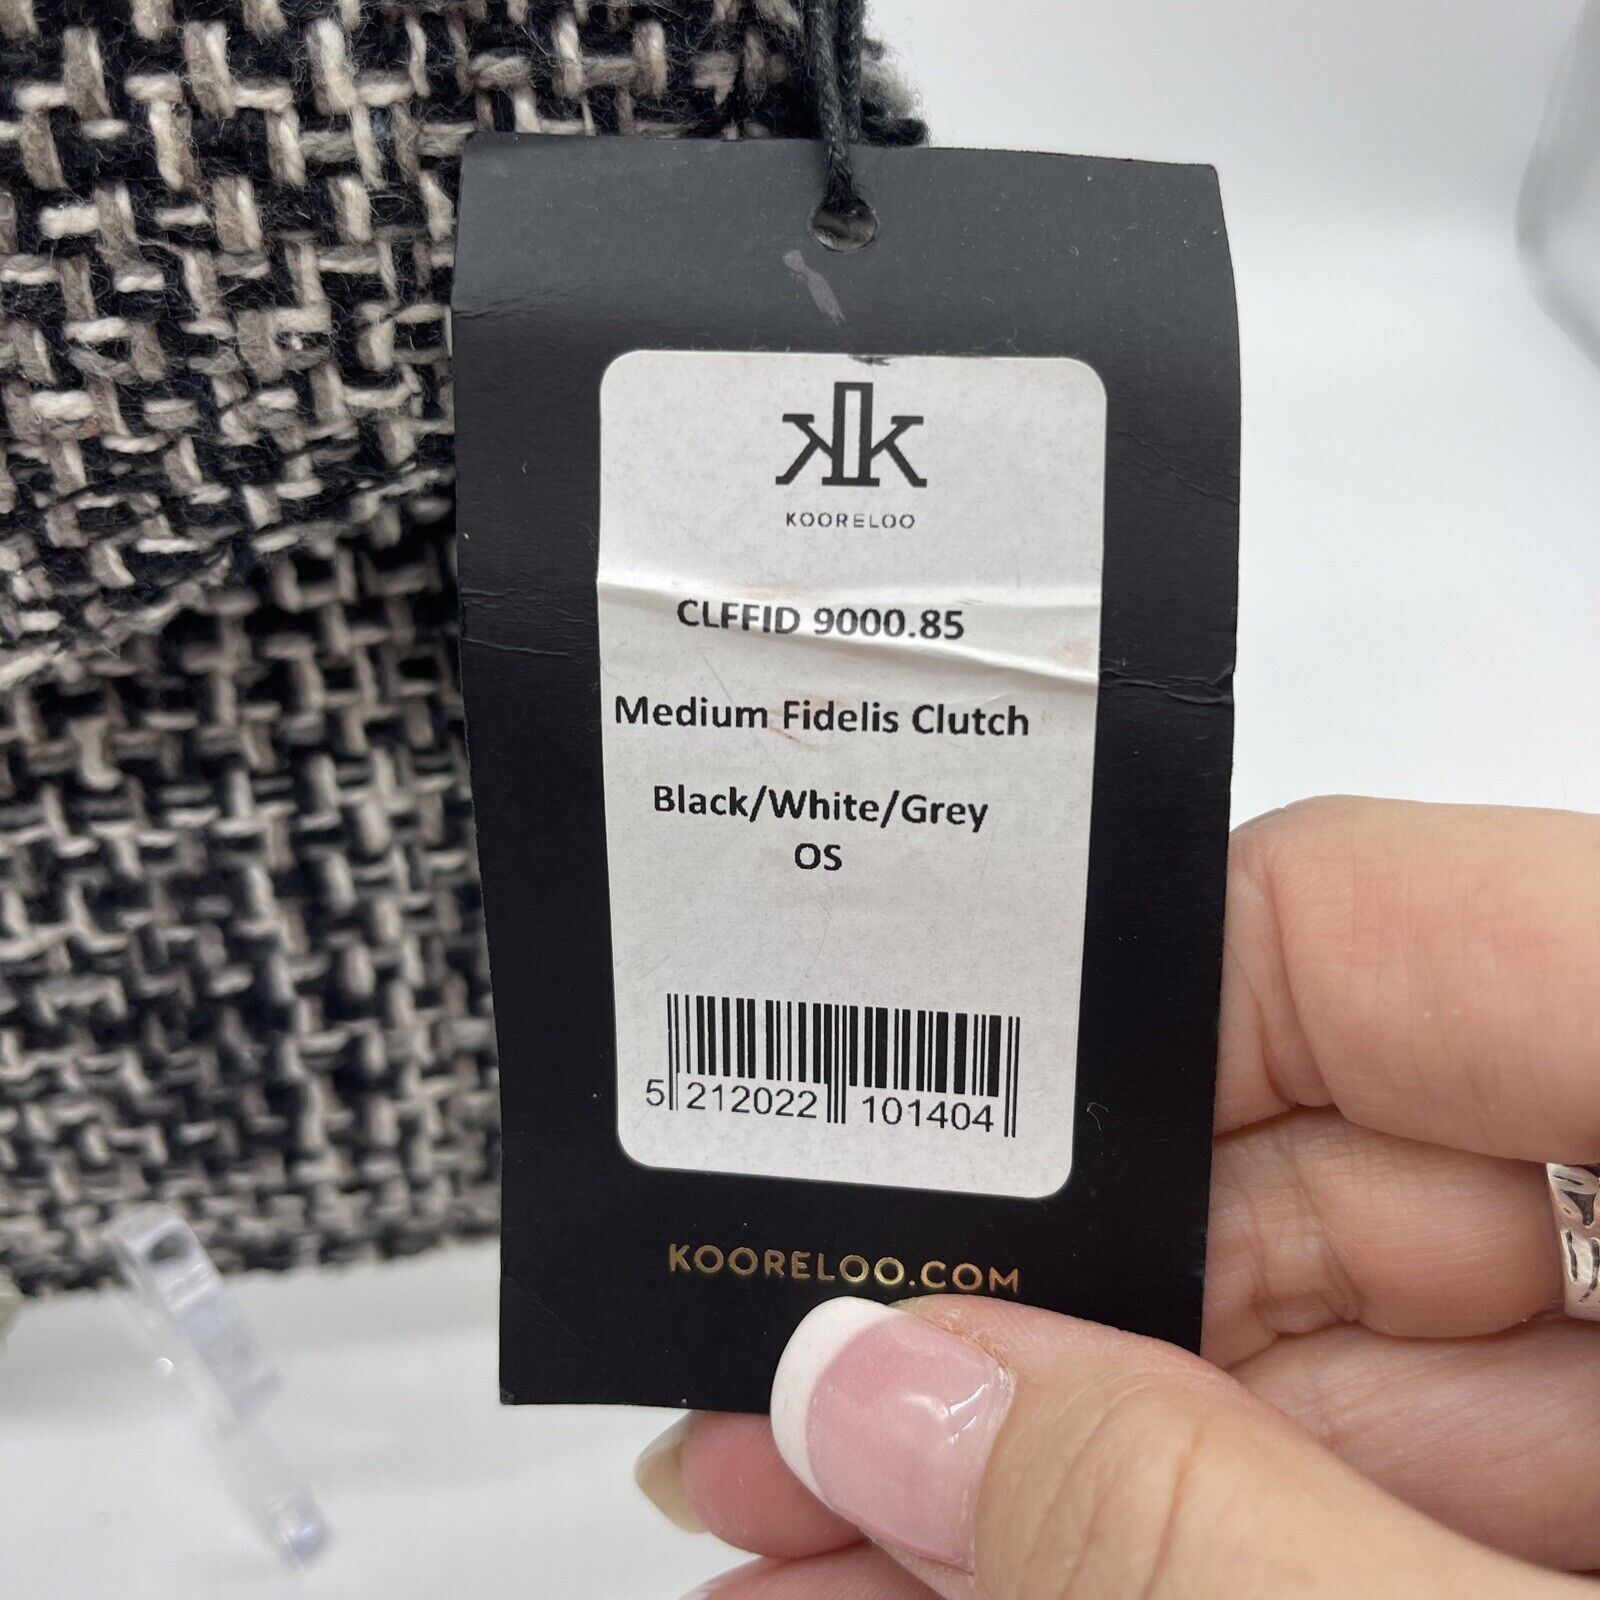 KK
KOORELOO
CLFFID 9000.85
Medium Fidelis Clutch
Black/White/Grey
OS
5 212022 101404
KOORELOO.COM